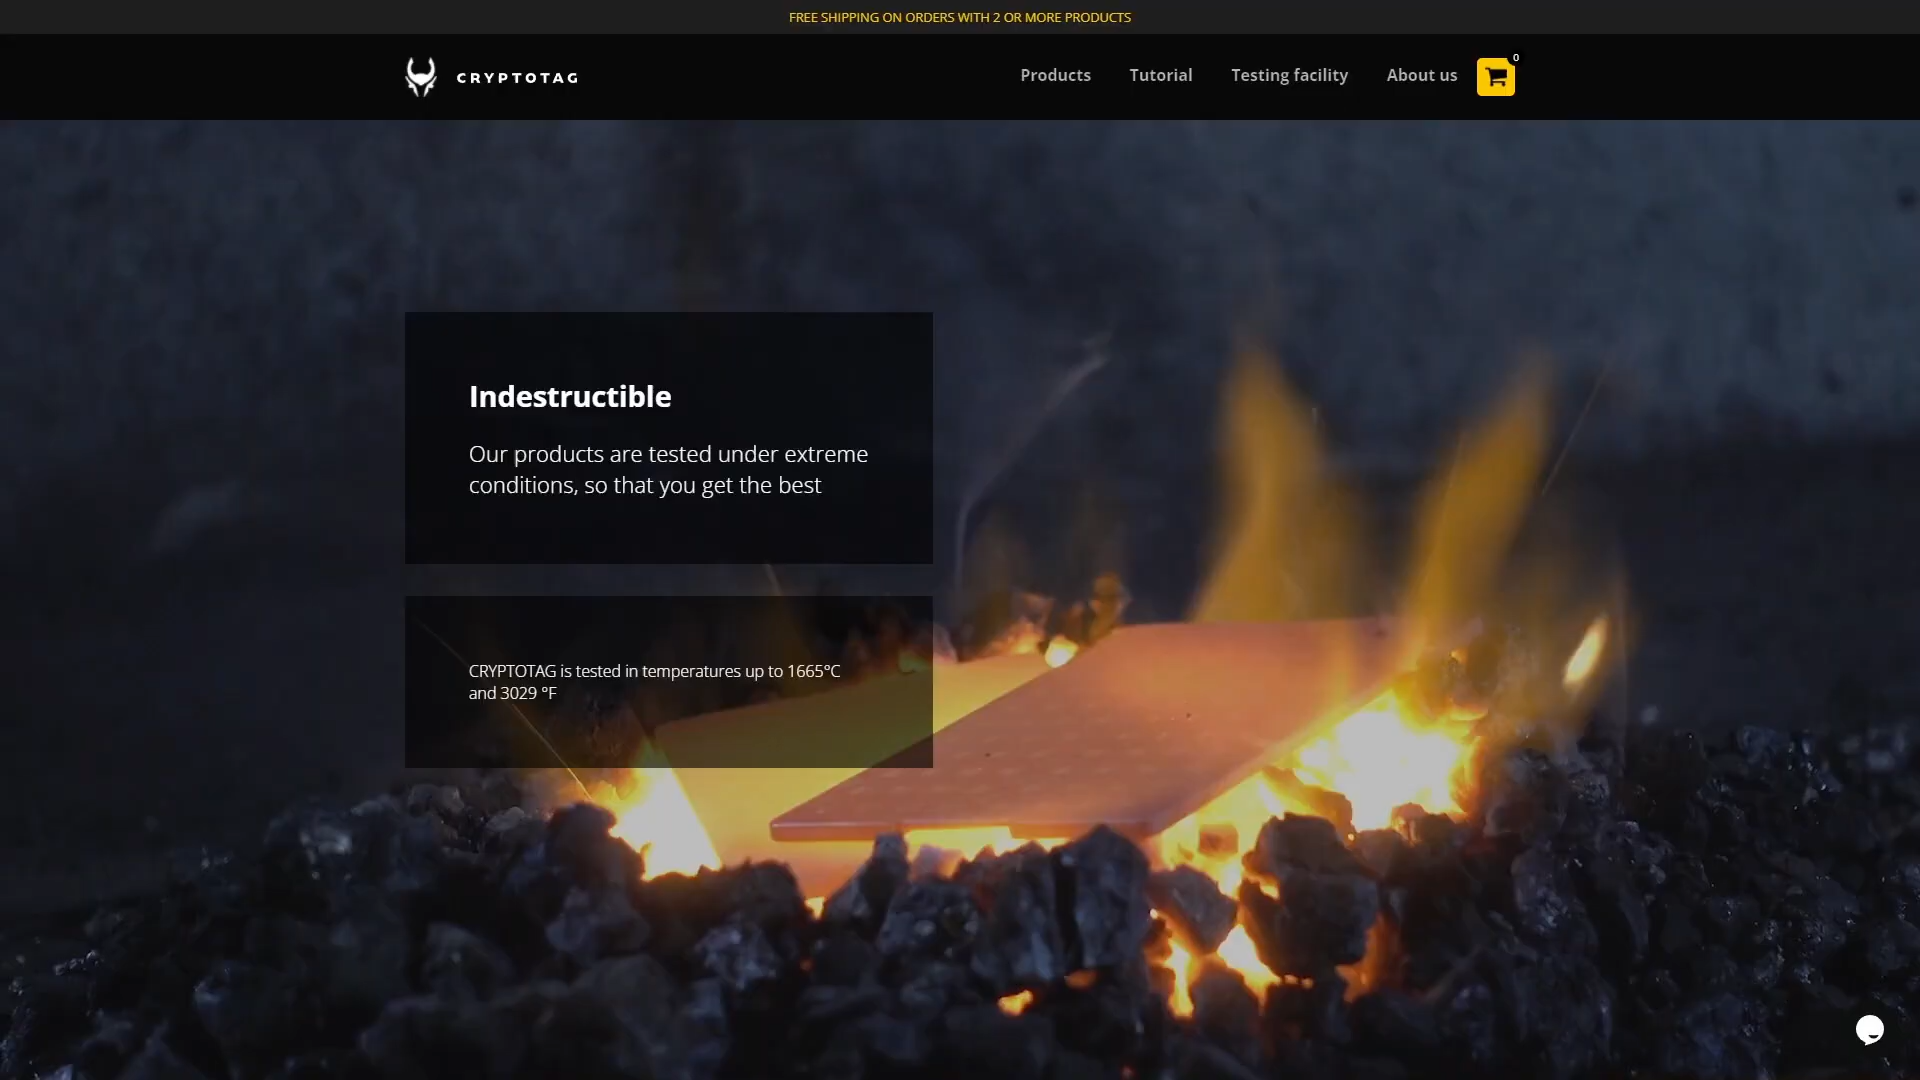 FREE SHIPPING ON ORDERS WITH 2 OR MORE PRODUCTS
CRYPTOTAG
Products
Tutorial
Testing facility
About us
0
Indestructible
Our products are tested under extreme
conditions, so that you get the best
CRYPTOTAG is tested in temperatures up to 1665°C
and 3029 °F